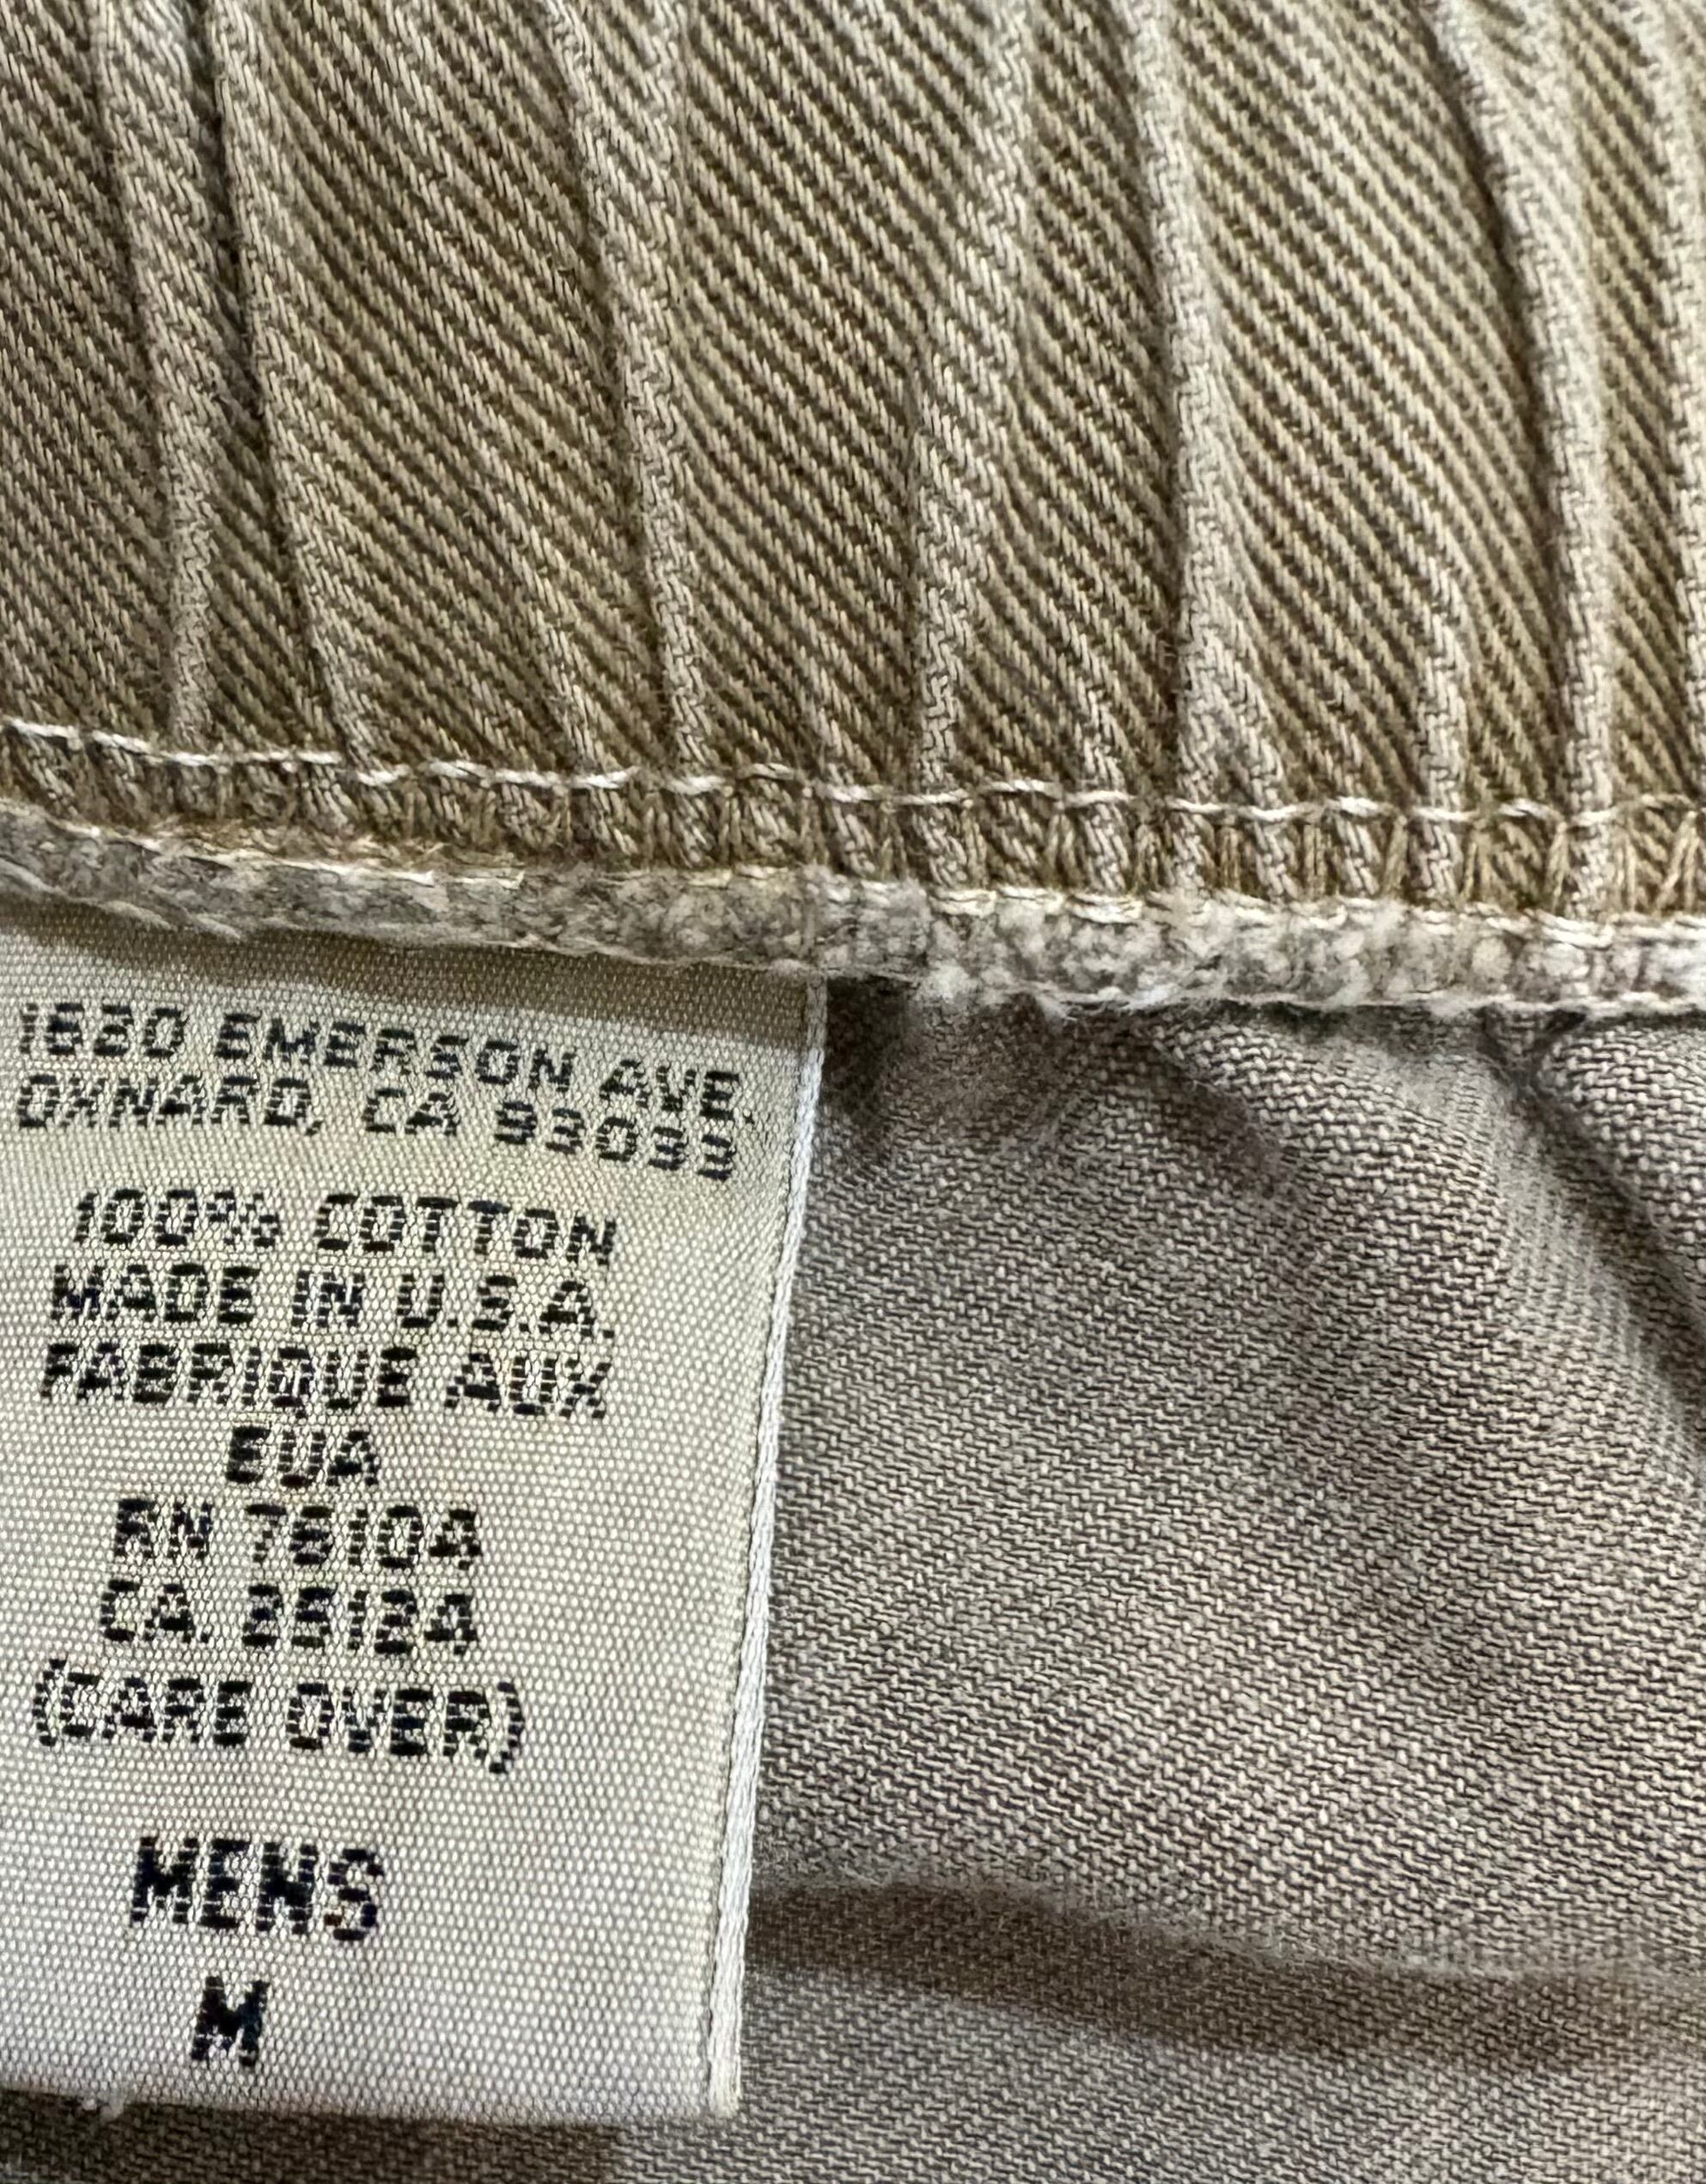 1630 EMERSON AVE.
OXNARD, CA 93033
100% COTTON
MADE IN U.S.A.
FABRIQUE AUX
EUA
RN 76104
CA. 25124
(CARE OVER)
MENS
M